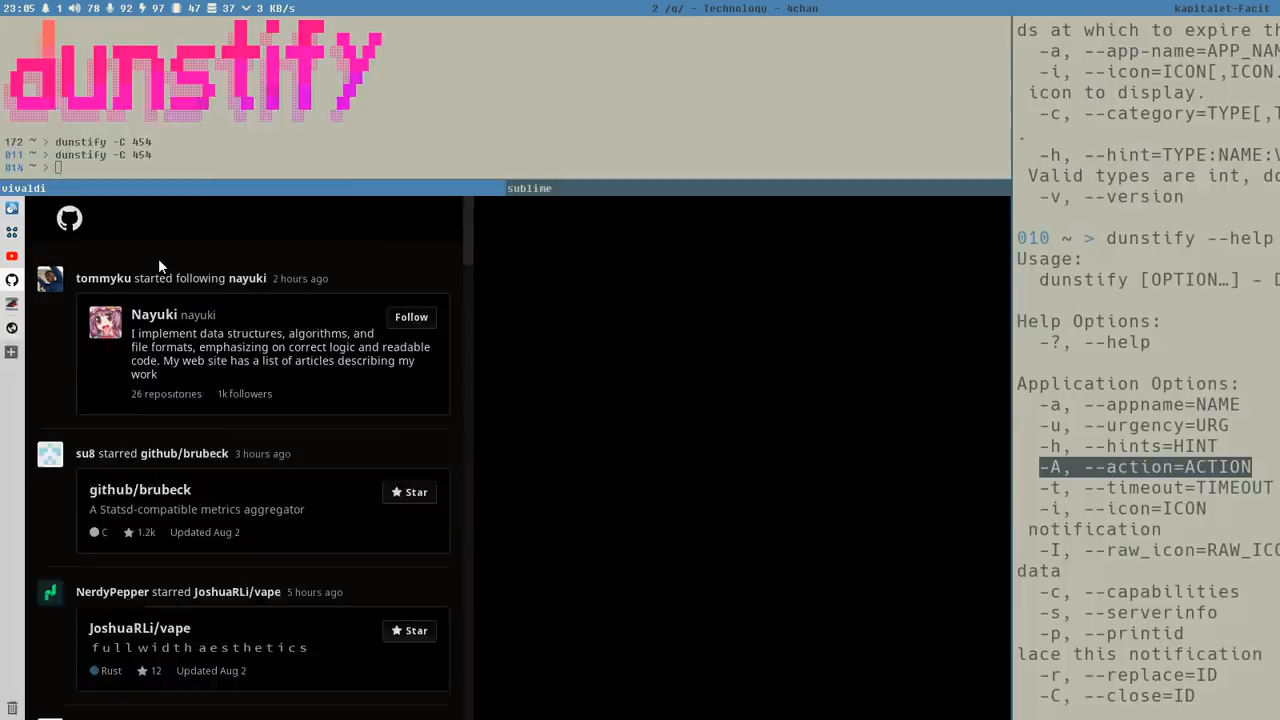 23:05 1 78 92 97 47 37 3 KB/s
2 /g/ - Technology - 4chan
kapitalet-Facit
dunstify
172 ~ > dunstify -C 454
011 ~ > dunstify -C 454
014 ~ >
vivaldi
sublime
tommyku started following nayuki 2 hours ago
Nayuki nayuki
Follow
I implement data structures, algorithms, and
file formats, emphasizing on correct logic and readable
code. My web site has a list of articles describing my
work
26 repositories 1k followers
su8 starred github/brubeck 3 hours ago
github/brubeck
Star
A Statsd-compatible metrics aggregator
C 1.2k Updated Aug 2
NerdyPepper starred JoshuaRLi/vape 5 hours ago
JoshuaRLi/vape
Star
ｆｕｌｌｗｉｄｔｈａｅｓｔｈｅｔｉｃｓ
Rust 12 Updated Aug 2
ds at which to expire th
-a, --app-name=APP_NAM
-i, --icon=ICON[,ICON.
icon to display.
-c, --category=TYPE[,T
.
-h, --hint=TYPE:NAME:V
Valid types are int, do
-v, --version
010 ~ > dunstify --help
Usage:
dunstify [OPTION…] - D
Help Options:
-?, --help
Application Options:
-a, --appname=NAME
-u, --urgency=URG
-h, --hints=HINT
-A, --action=ACTION
-t, --timeout=TIMEOUT
-i, --icon=ICON
notification
-I, --raw_icon=RAW_ICO
data
-c, --capabilities
-s, --serverinfo
-p, --printid
lace this notification
-r, --replace=ID
-C, --close=ID